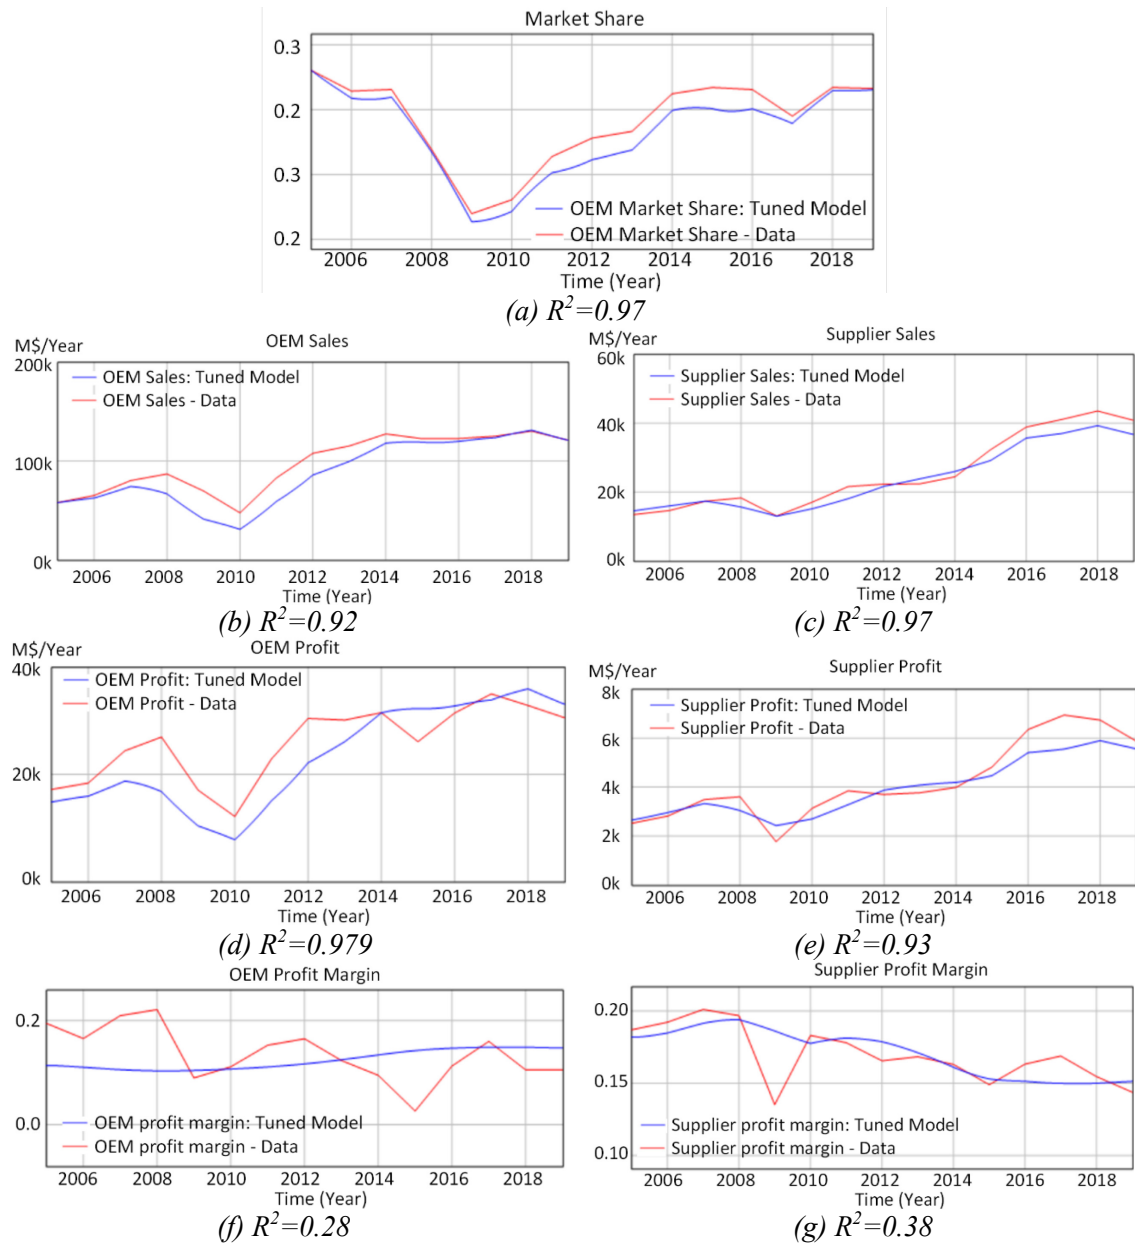 Market Share
0.3
0.2
0.3
0.2
OEM Market Share: Tuned Model
OEM Market Share - Data
2006 2008 2010 2012 2014 2016 2018
Time (Year)
(a) R²=0.97
M$/Year
OEM Sales
200k
100k
0k
OEM Sales: Tuned Model
OEM Sales - Data
2006 2008 2010 2012 2014 2016 2018
Time (Year)
(b) R²=0.92
M$/Year
Supplier Sales
60k
40k
20k
0k
Supplier Sales: Tuned Model
Supplier Sales - Data
2006 2008 2010 2012 2014 2016 2018
Time (Year)
(c) R²=0.97
M$/Year
OEM Profit
40k
20k
0k
OEM Profit: Tuned Model
OEM Profit - Data
2006 2008 2010 2012 2014 2016 2018
Time (Year)
(d) R²=0.979
M$/Year
Supplier Profit
8k
6k
4k
2k
0k
Supplier Profit: Tuned Model
Supplier Profit - Data
2006 2008 2010 2012 2014 2016 2018
Time (Year)
(e) R²=0.93
OEM Profit Margin
0.2
0.0
OEM profit margin: Tuned Model
OEM profit margin - Data
2006 2008 2010 2012 2014 2016 2018
Time (Year)
(f) R²=0.28
Supplier Profit Margin
0.20
0.15
0.10
Supplier profit margin: Tuned Model
Supplier profit margin - Data
2006 2008 2010 2012 2014 2016 2018
Time (Year)
(g) R²=0.38